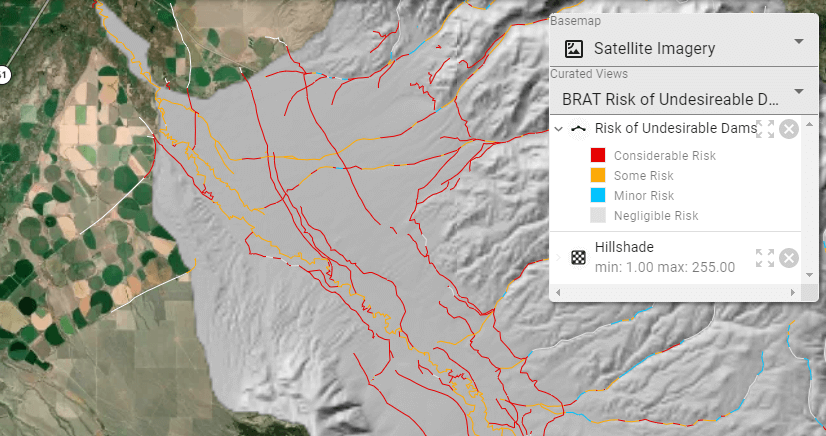 Basemap
Satellite Imagery
Curated Views
BRAT Risk of Undesireable D...
Risk of Undesirable Dams
Considerable Risk
Some Risk
Minor Risk
Negligible Risk
Hillshade
min: 1.00 max: 255.00